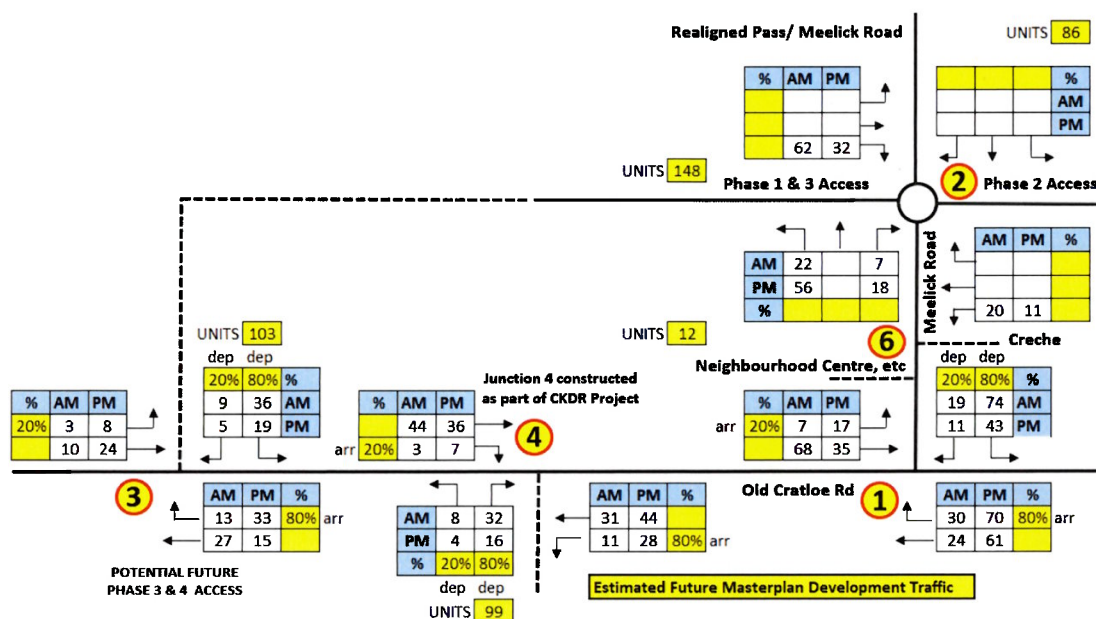 Realigned Pass/ Meelick Road
UNITS 86
% AM PM
62 32
%
AM
PM
UNITS 148
Phase 1 & 3 Access
2 Phase 2 Access
AM 22 7
PM 56 18
%
Meelick Road
AM PM %
20 11
UNITS 103
UNITS 12
6
Creche
Neighbourhood Centre, etc
dep dep
20% 80% %
9 36 AM
5 19 PM
Junction 4 constructed
as part of CKDR Project
dep dep
20% 80% %
19 74 AM
11 43 PM
% AM PM
20% 3 8
10 24
% AM PM
44 36
arr 20% 3 7
4
% AM PM
arr 20% 7 17
68 35
3
Old Cratloe Rd
1
AM PM %
13 33 80% arr
27 15
AM 8 32
PM 4 16
% 20% 80%
dep dep
UNITS 99
AM PM %
31 44
11 28 80% arr
AM PM %
30 70 80% arr
24 61
POTENTIAL FUTURE
PHASE 3 & 4 ACCESS
Estimated Future Masterplan Development Traffic